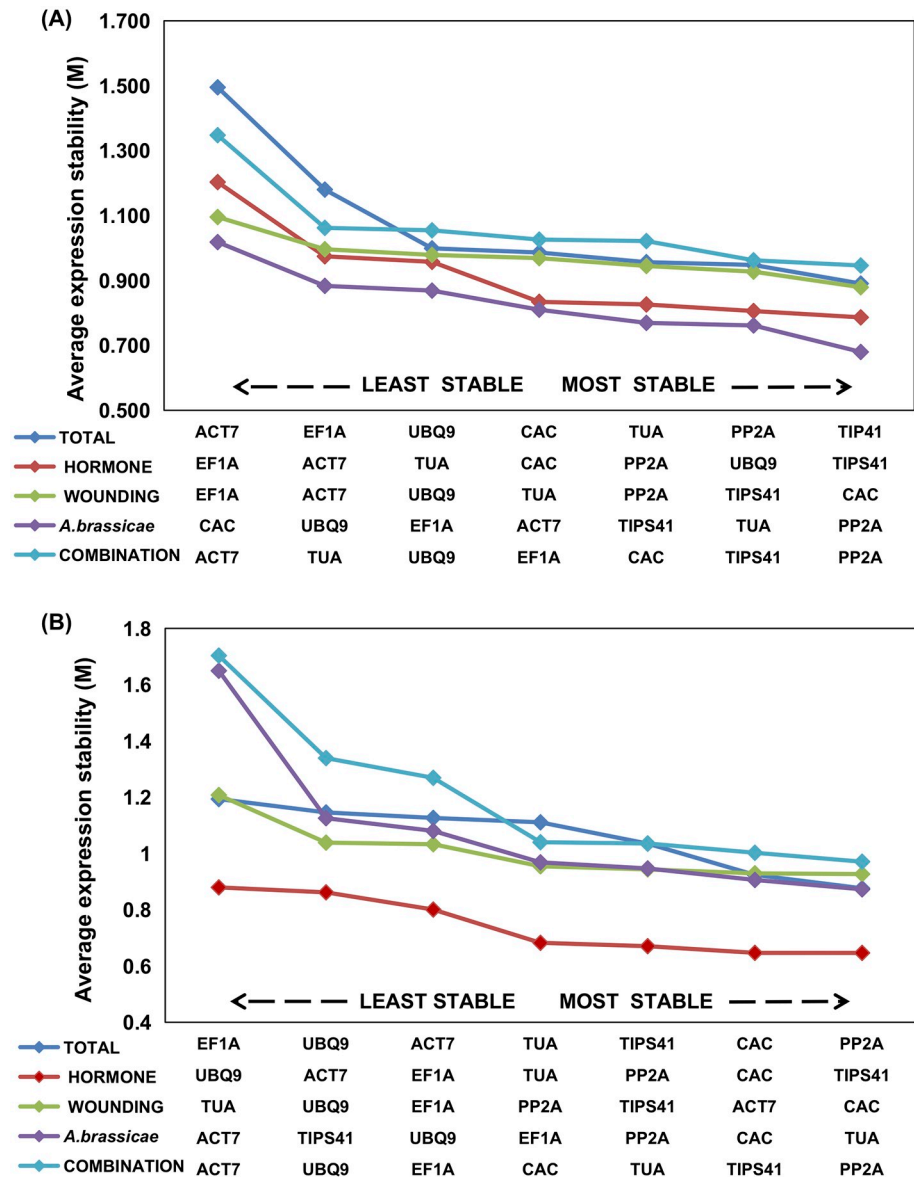 (A)
1.700
1.500
1.300
1.100
0.900
0.700
0.500
Average expression stability (M)
LEAST STABLE MOST STABLE
TOTAL ACT7 EF1A UBQ9 CAC TUA PP2A TIP41
HORMONE EF1A ACT7 TUA CAC PP2A UBQ9 TIPS41
WOUNDING EF1A ACT7 UBQ9 TUA PP2A TIPS41 CAC
A.brassicae CAC UBQ9 EF1A ACT7 TIPS41 TUA PP2A
COMBINATION ACT7 TUA UBQ9 EF1A CAC TIPS41 PP2A
(B)
1.8
1.6
1.4
1.2
1
0.8
0.6
0.4
Average expression stability (M)
LEAST STABLE MOST STABLE
TOTAL EF1A UBQ9 ACT7 TUA TIPS41 CAC PP2A
HORMONE UBQ9 ACT7 EF1A TUA PP2A CAC TIPS41
WOUNDING TUA UBQ9 EF1A PP2A TIPS41 ACT7 CAC
A.brassicae ACT7 TIPS41 UBQ9 EF1A PP2A CAC TUA
COMBINATION ACT7 UBQ9 EF1A CAC TUA TIPS41 PP2A